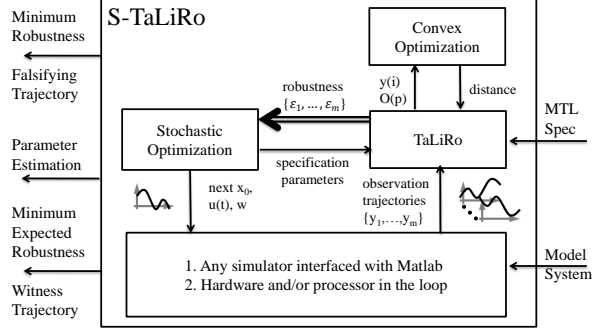 S-TaLiRo
Minimum
Robustness
Falsifying
Trajectory
Parameter
Estimation
Minimum
Expected
Robustness
Witness
Trajectory
Convex
Optimization
robustness
{ε₁, ..., εₘ}
y(i)
O(p)
distance
Stochastic
Optimization
TaLiRo
MTL
Spec
specification
parameters
next x₀,
u(t), w
observation
trajectories
{y₁,...,yₘ}
1. Any simulator interfaced with Matlab
2. Hardware and/or processor in the loop
Model
System